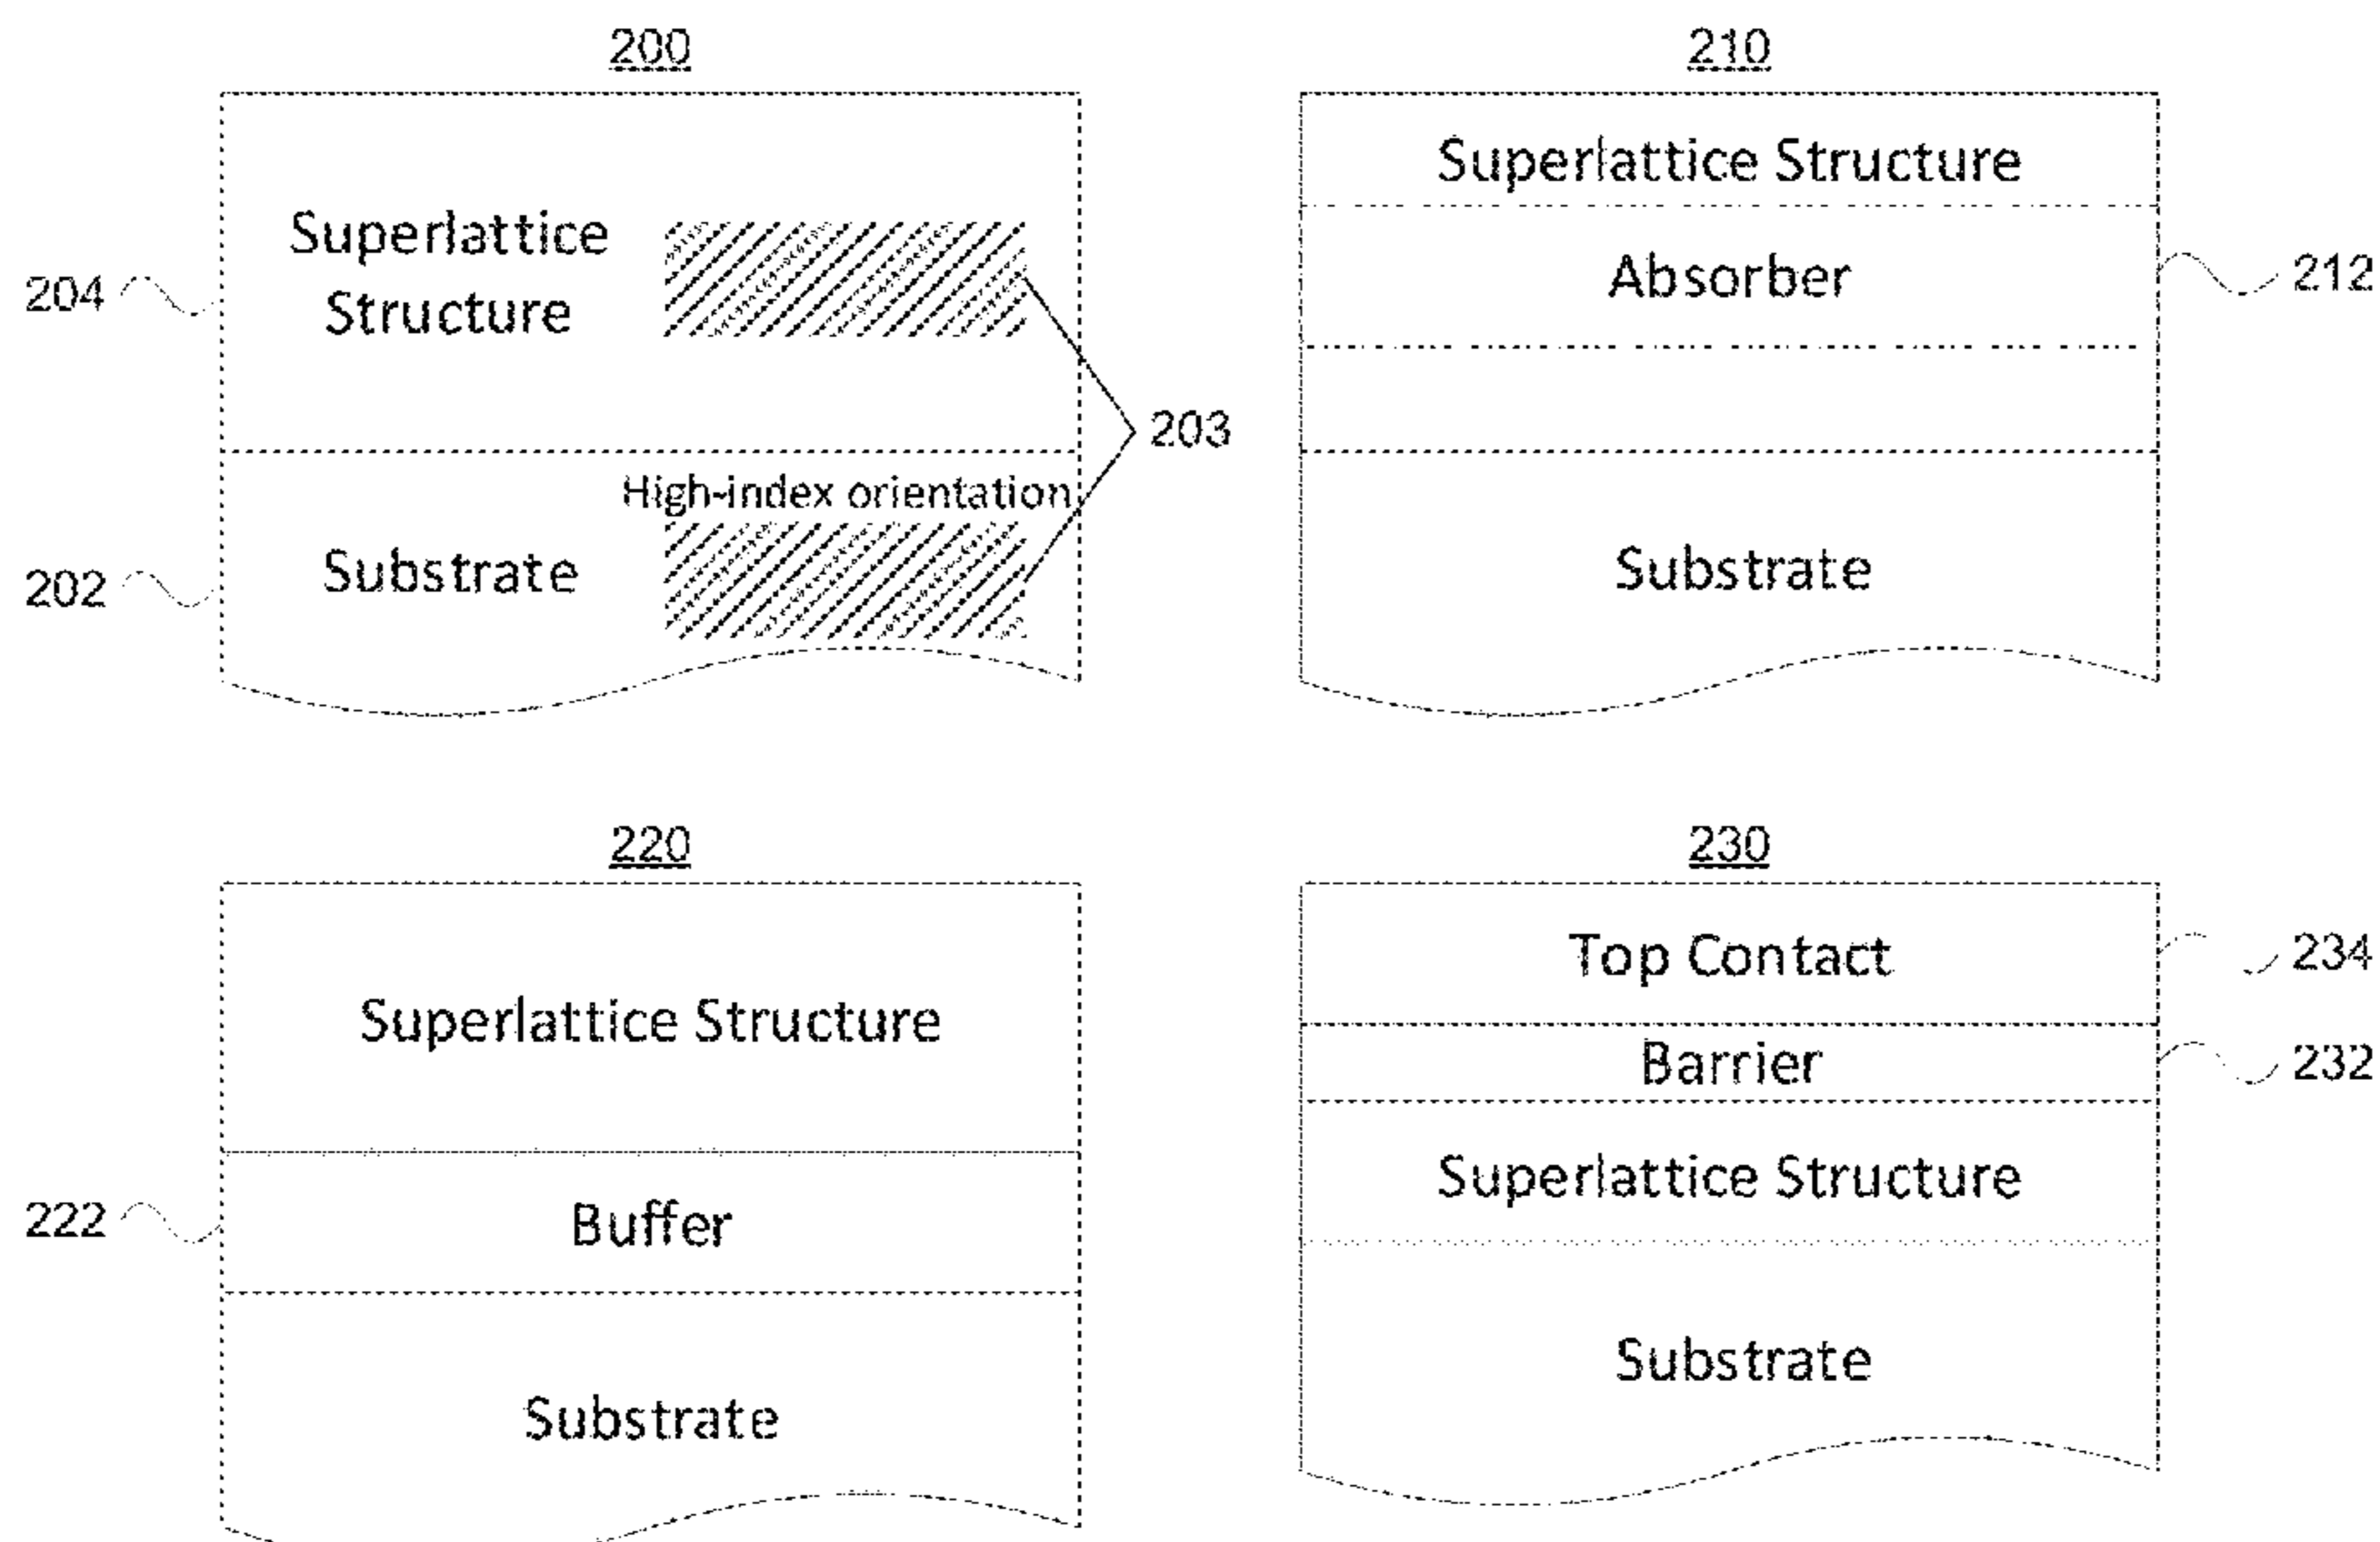 200
Superlattice
Structure
204
203
High-index orientation
Substrate
202
210
Superlattice Structure
Absorber
212
Substrate
220
Superlattice Structure
Buffer
222
Substrate
230
Top Contact
234
Barrier
232
Superlattice Structure
Substrate